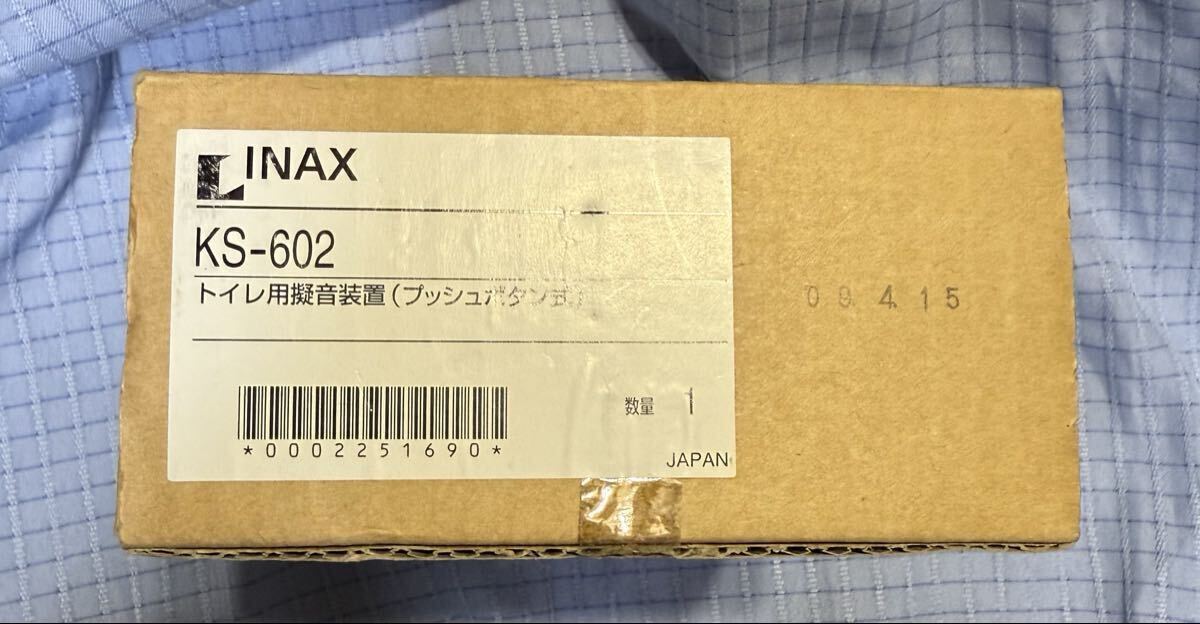 INAX
KS-602
トイレ用擬音装置(プッシュボタン式)
*0002251690*
数量 1
JAPAN
09.4.15